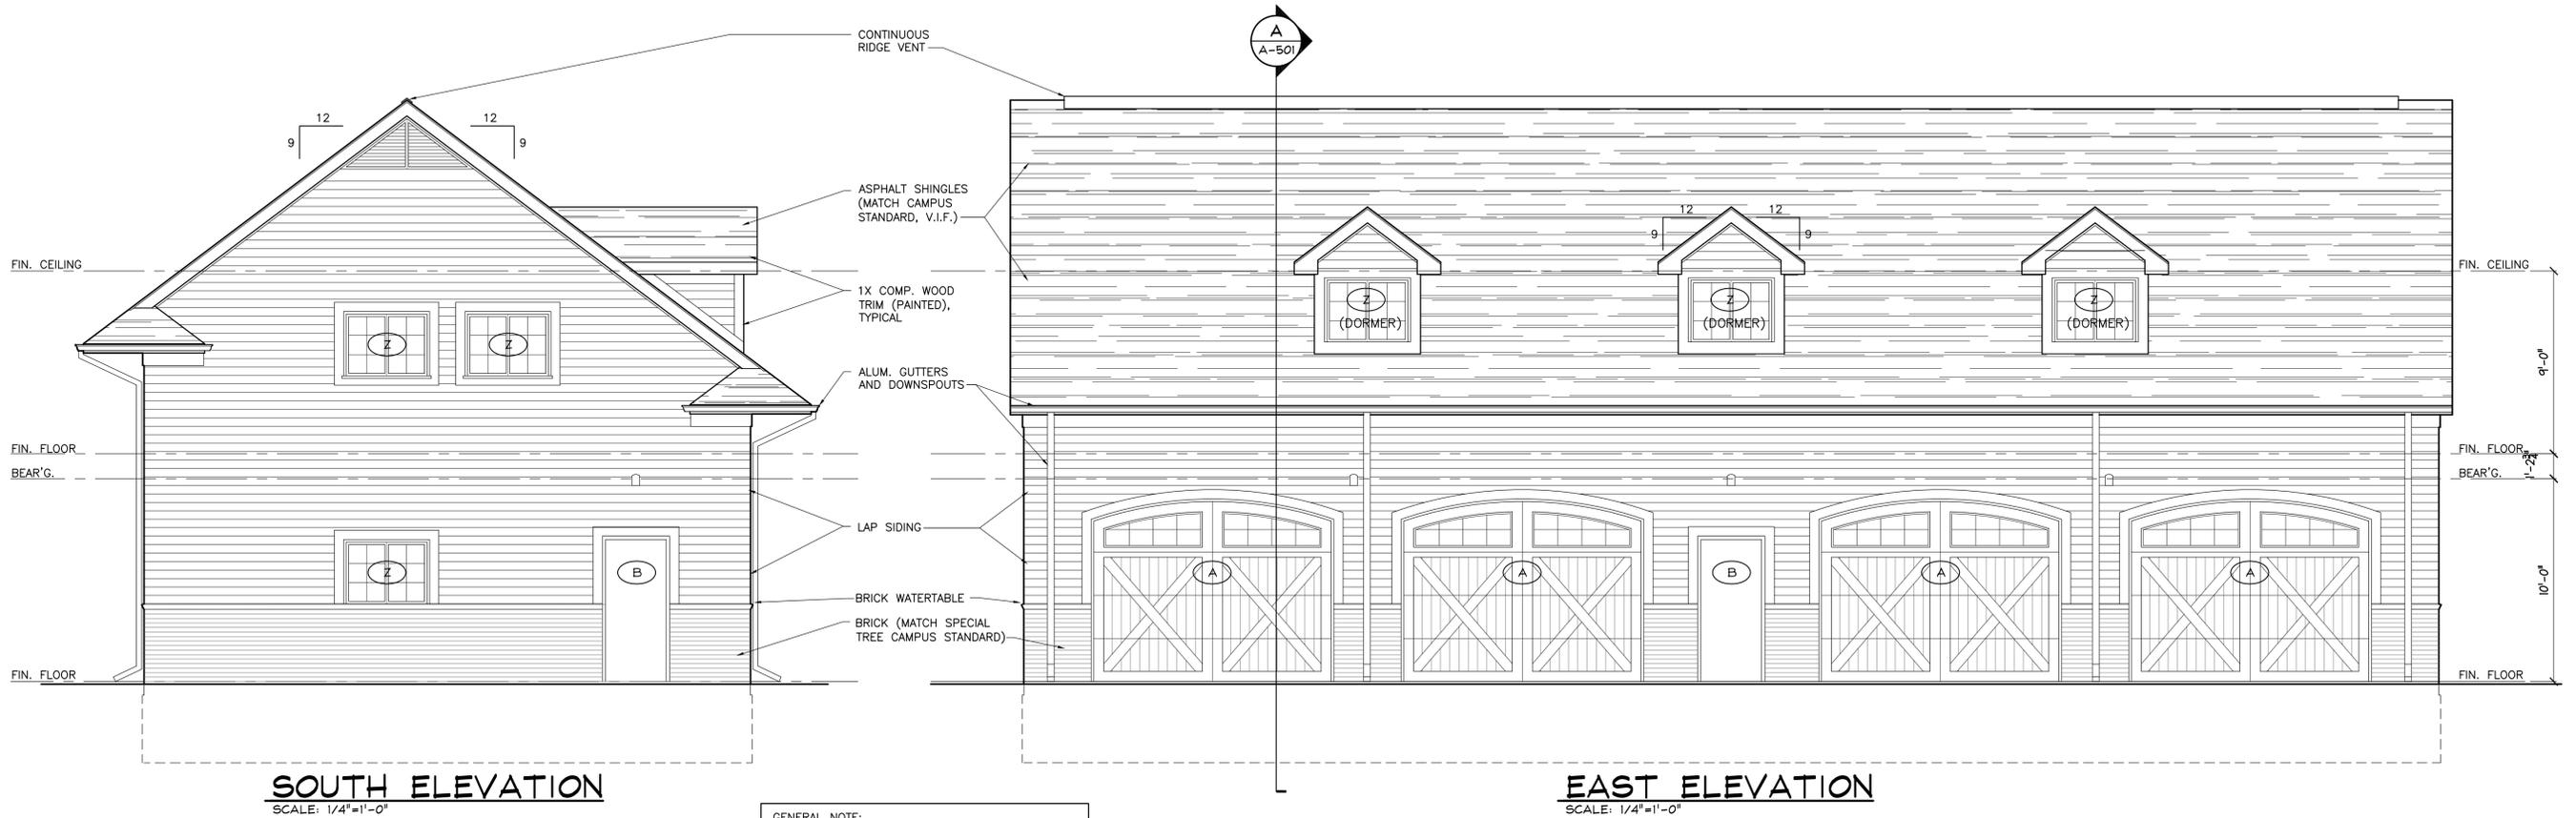 CONTINUOUS
RIDGE VENT
A
A-501
12
12
9
9
ASPHALT SHINGLES
(MATCH CAMPUS
STANDARD, V.I.F.)
12
12
9
9
FIN. CEILING
FIN. CEILING
1X COMP. WOOD
TRIM (PAINTED),
TYPICAL
Z
(DORMER)
Z
(DORMER)
Z
(DORMER)
Z
Z
ALUM. GUTTERS
AND DOWNSPOUTS
9'-0"
FIN. FLOOR
FIN. FLOOR
BEAR'G.
BEAR'G.
1'-2¾"
LAP SIDING
Z
B
A
A
B
A
A
10'-0"
BRICK WATERTABLE
BRICK (MATCH SPECIAL
TREE CAMPUS STANDARD)
FIN. FLOOR
FIN. FLOOR
SOUTH ELEVATION
SCALE: 1/4"=1'-0"
EAST ELEVATION
SCALE: 1/4"=1'-0"
GENERAL NOTE: